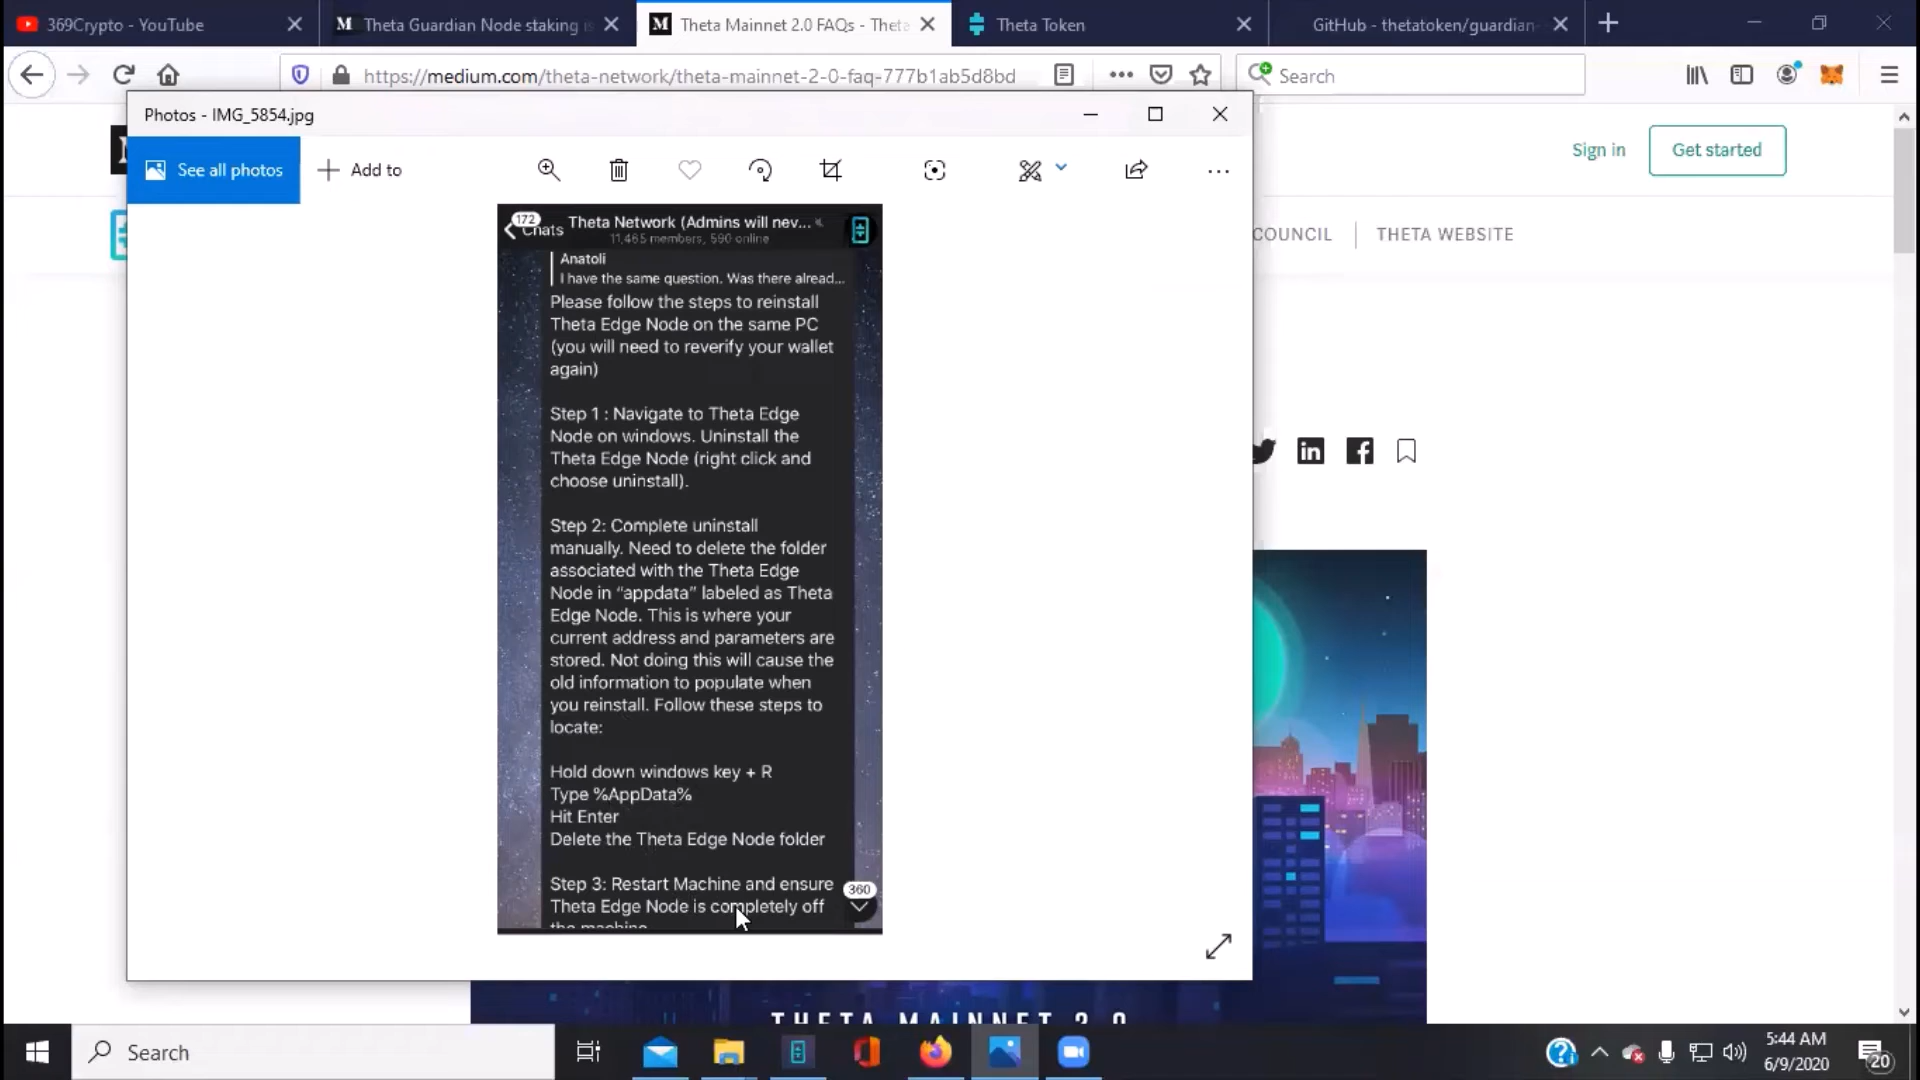 369Crypto - YouTube
Theta Guardian Node staking is
Theta Mainnet 2.0 FAQs - Theta
Theta Token
GitHub - thetatoken/guardian-
https://medium.com/theta-network/theta-mainnet-2-0-faq-777b1ab5d8bd
Search
Photos - IMG_5854.jpg
See all photos
Add to
Sign in
Get started
COUNCIL
THETA WEBSITE
172
Chats
Theta Network (Admins will nev...
11,465 members, 590 online
Anatoli
I have the same question. Was there alread...
Please follow the steps to reinstall
Theta Edge Node on the same PC
(you will need to reverify your wallet
again)
Step 1 : Navigate to Theta Edge
Node on windows. Uninstall the
Theta Edge Node (right click and
choose uninstall).
Step 2: Complete uninstall
manually. Need to delete the folder
associated with the Theta Edge
Node in “appdata” labeled as Theta
Edge Node. This is where your
current address and parameters are
stored. Not doing this will cause the
old information to populate when
you reinstall. Follow these steps to
locate:
Hold down windows key + R
Type %AppData%
Hit Enter
Delete the Theta Edge Node folder
Step 3: Restart Machine and ensure
Theta Edge Node is completely off
the machine
360
THETA MAINNET 2.0
Search
5:44 AM
6/9/2020
20